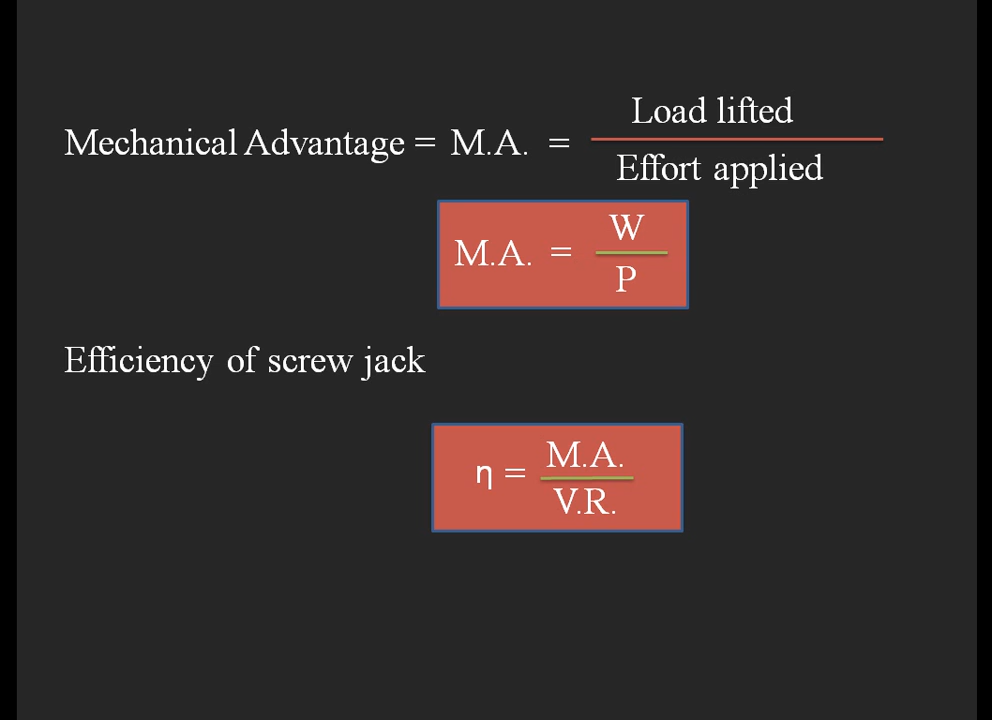 Load lifted
Mechanical Advantage = M.A. =
Effort applied
W
M.A. =
P
Efficiency of screw jack
M.A.
η =
V.R.